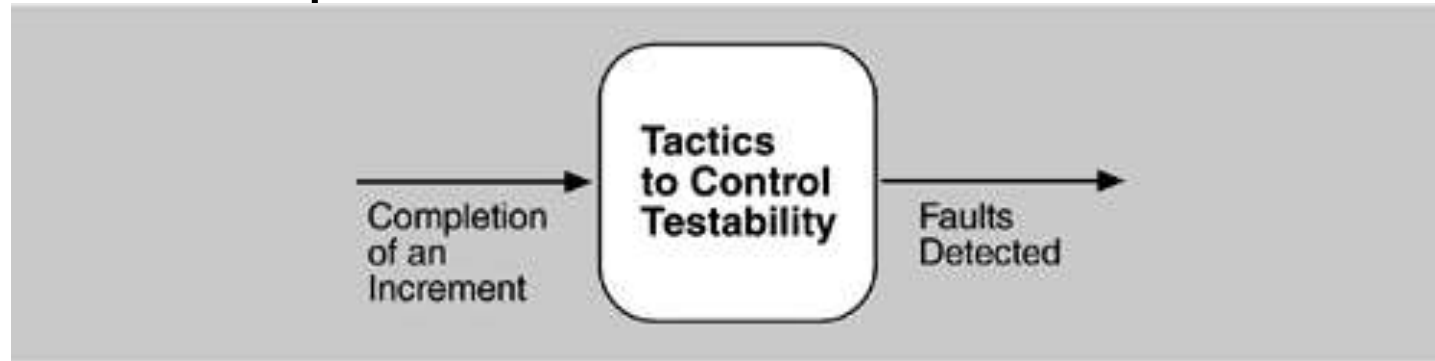 Tactics
to Control
Testability
Completion
of an
Increment
Faults
Detected